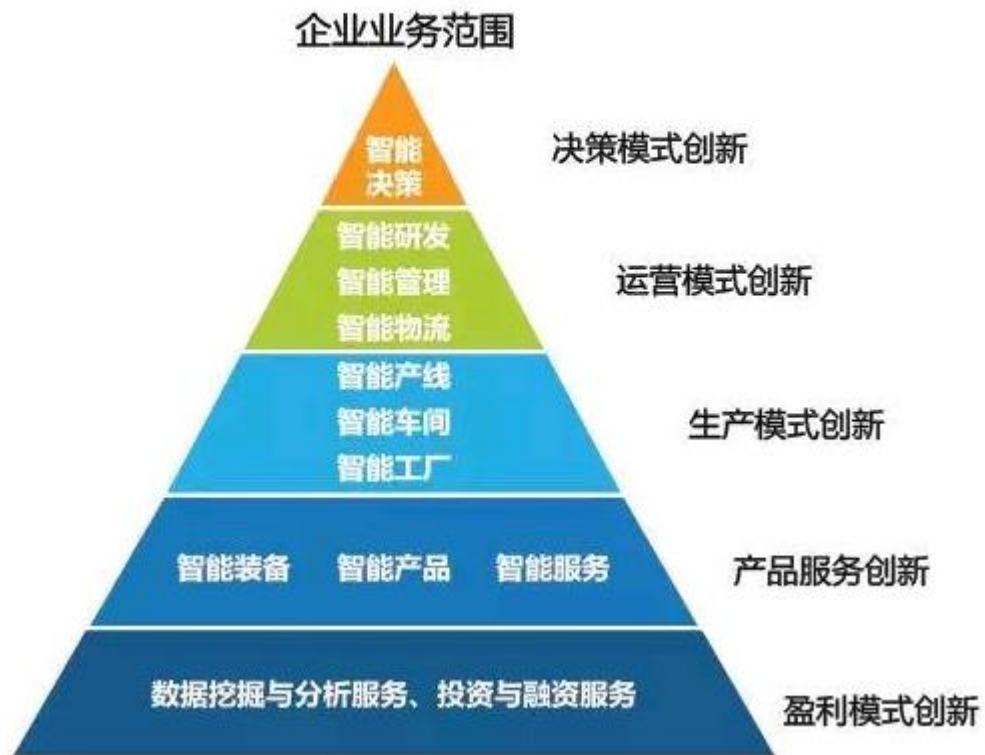 企业业务范围
智能
决策
决策模式创新
智能研发
智能管理
智能物流
运营模式创新
智能产线
智能车间
智能工厂
生产模式创新
智能装备 智能产品 智能服务
产品服务创新
数据挖掘与分析服务、投资与融资服务
盈利模式创新